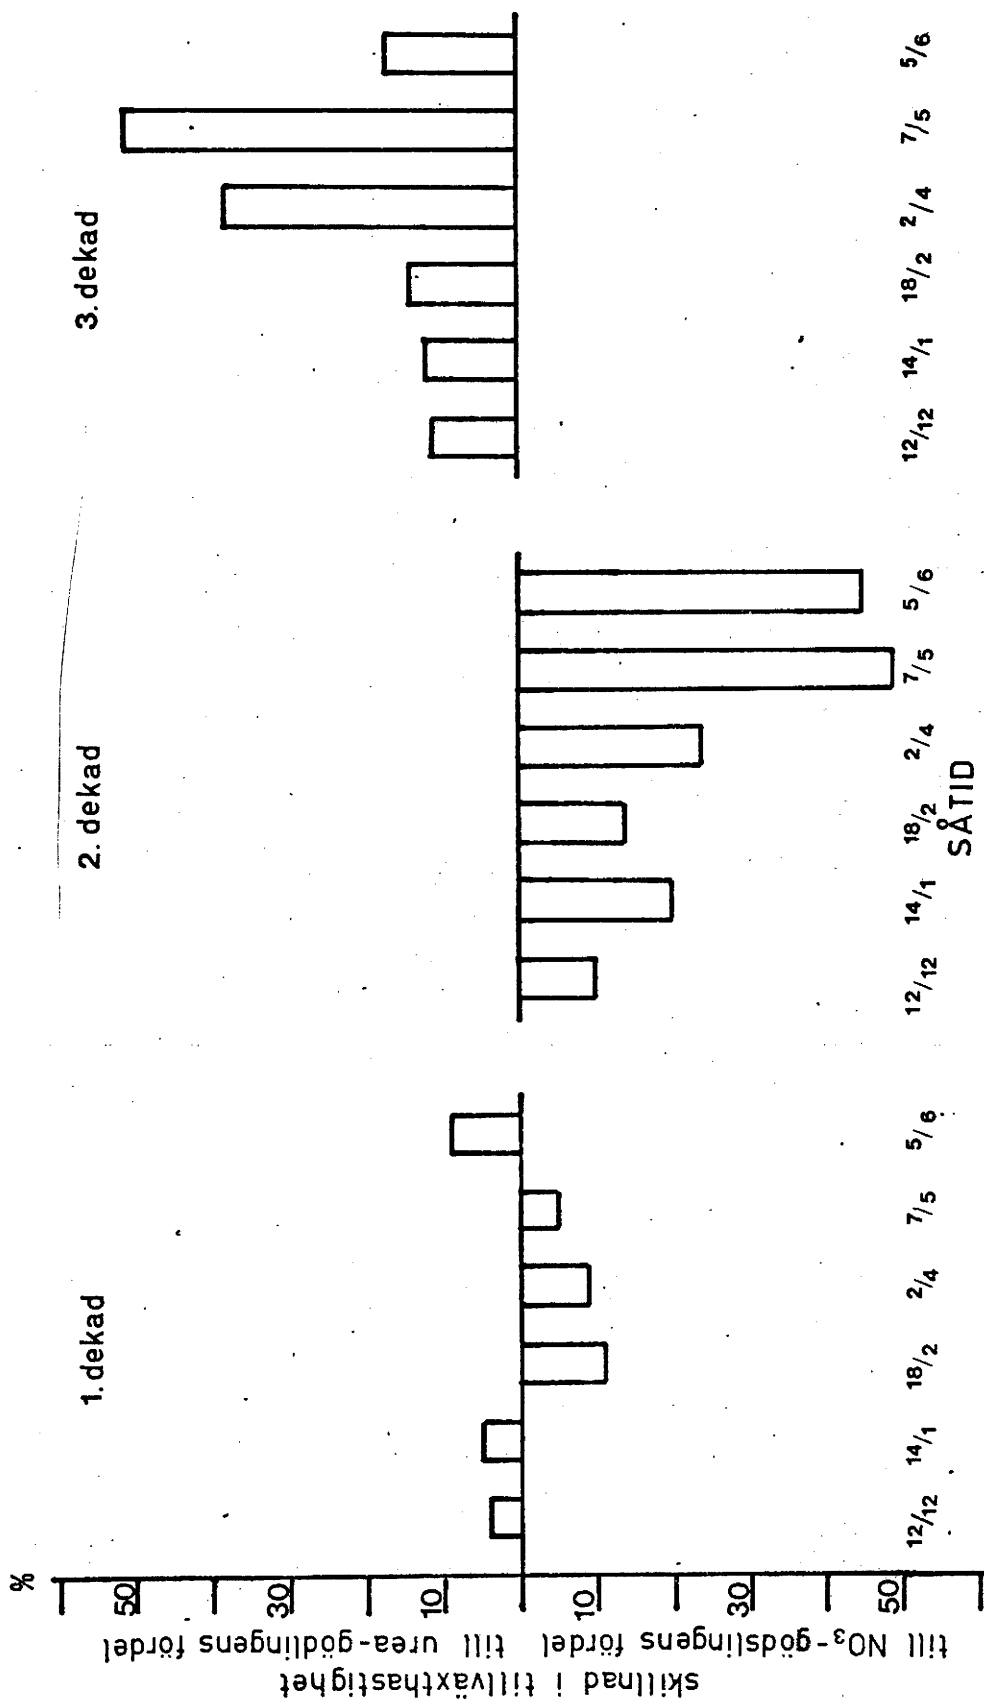 %
50
30
10
10
30
50
skillnad i tillväxthastighet
till NO₃-gödslingens fördel till urea-gödlingens fördel
1.dekad
12/12 14/1 18/2 2/4 7/5 5/6
2. dekad
12/12 14/1 18/2 2/4 7/5 5/6
3. dekad
12/12 14/1 18/2 2/4 7/5 5/6
SÅTID